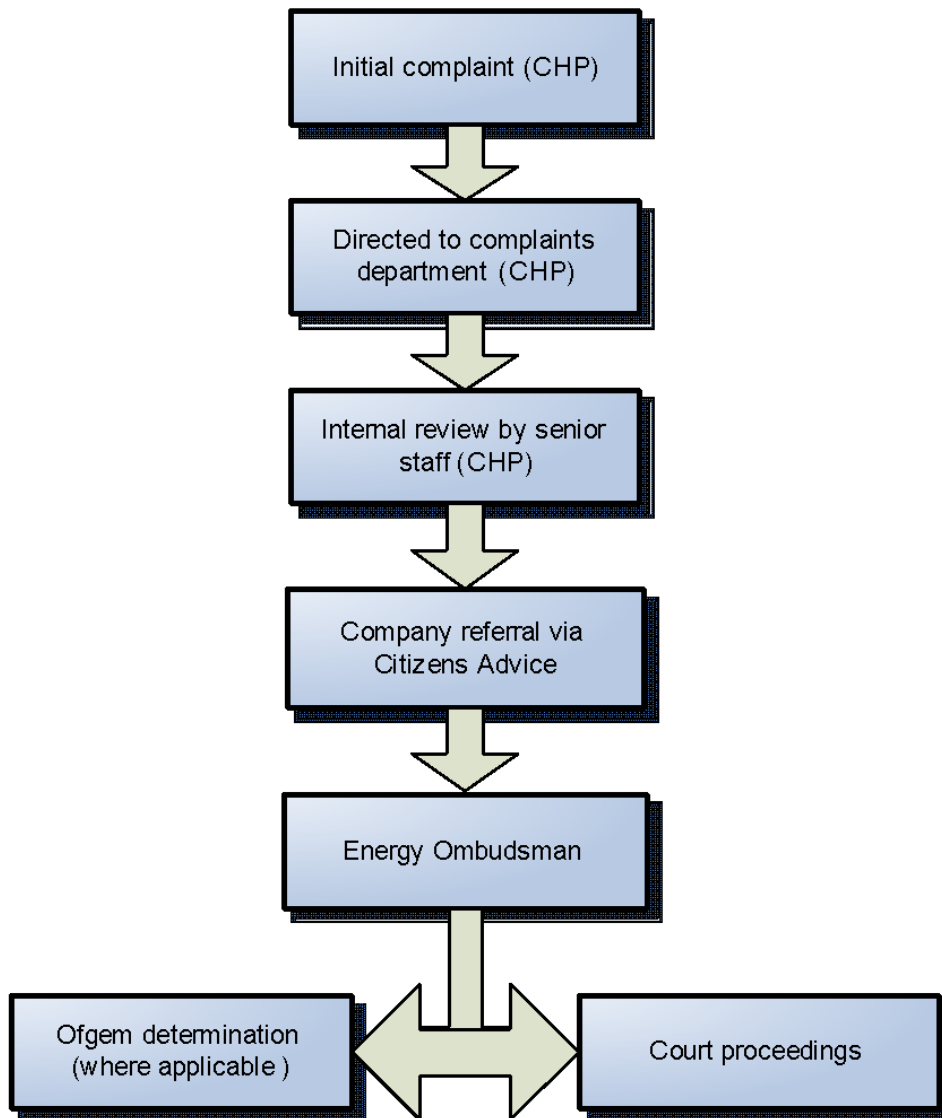 Initial complaint (CHP)
Directed to complaints
department (CHP)
Internal review by senior
staff (CHP)
Company referral via
Citizens Advice
Energy Ombudsman
Ofgem determination
(where applicable )
Court proceedings